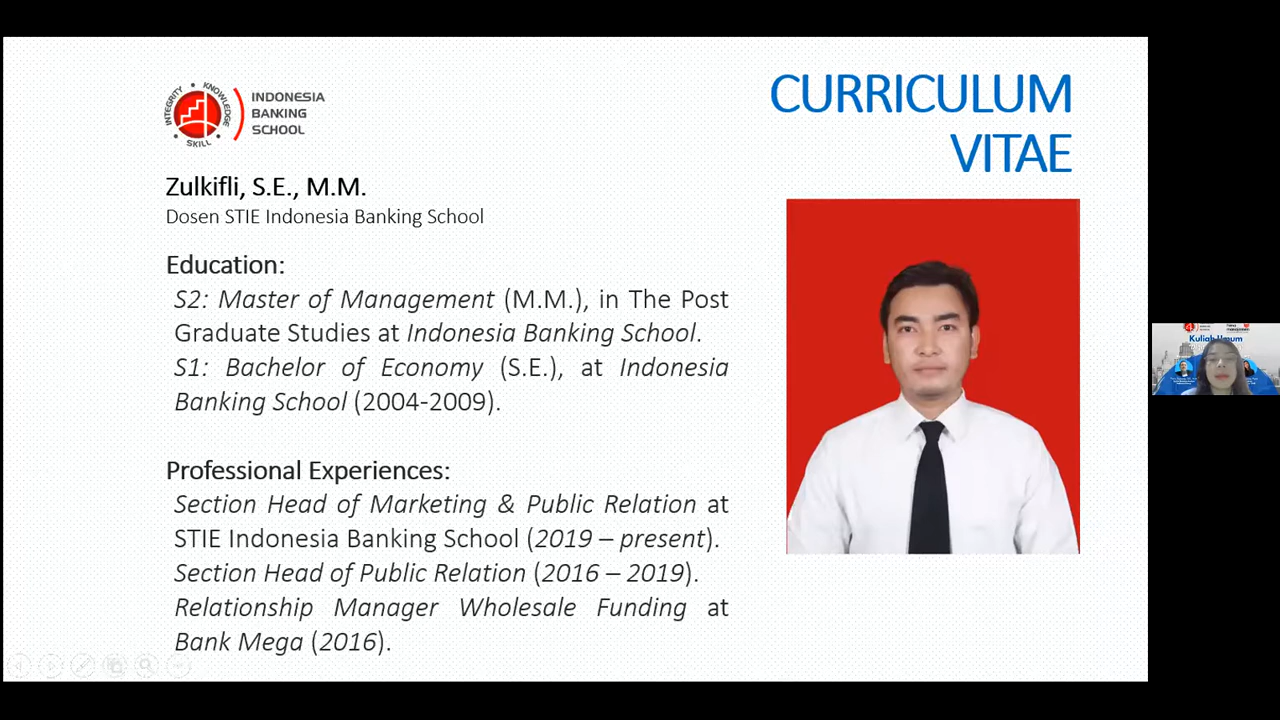 INTEGRITY • KNOWLEDGE • SKILL •
INDONESIA
BANKING
SCHOOL
CURRICULUM
VITAE
Zulkifli, S.E., M.M.
Dosen STIE Indonesia Banking School
Education:
S2: Master of Management (M.M.), in The Post
Graduate Studies at Indonesia Banking School.
S1: Bachelor of Economy (S.E.), at Indonesia
Banking School (2004-2009).
Professional Experiences:
Section Head of Marketing & Public Relation at
STIE Indonesia Banking School (2019 – present).
Section Head of Public Relation (2016 – 2019).
Relationship Manager Wholesale Funding at
Bank Mega (2016).
Kuliah Umum